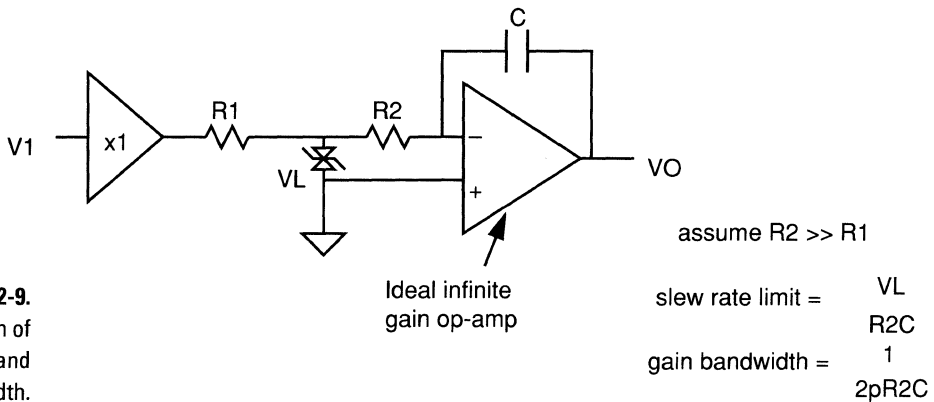 C
R1
R2
V1
x1
−
VL
+
VO
assume R2 >> R1
Ideal infinite
gain op-amp
slew rate limit =
VL
R2C
gain bandwidth =
1
2pR2C
2-9.
n of
and
dth.